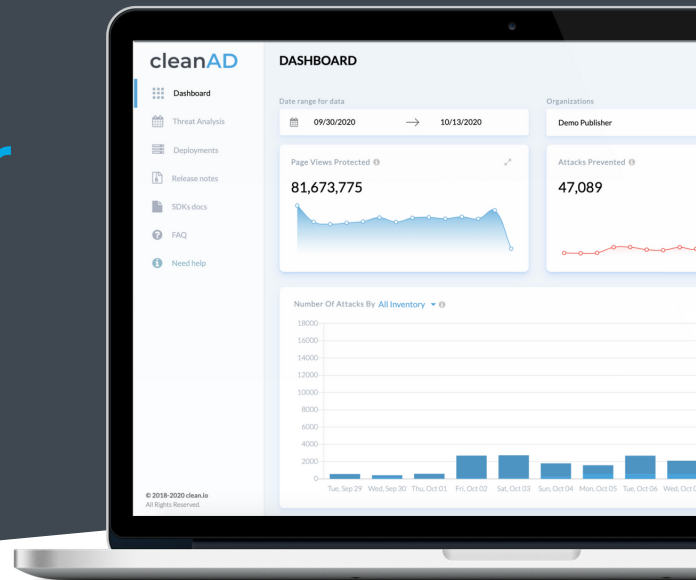 cleanAD
DASHBOARD
Dashboard
Threat Analysis
Deployments
Release notes
SDKs docs
FAQ
Need help
© 2018-2020 clean.io
All Rights Reserved.
Date range for data
09/30/2020 → 10/13/2020
Organizations
Demo Publisher
Page Views Protected
81,673,775
Attacks Prevented
47,089
Number Of Attacks By All Inventory
18000
16000
14000
12000
10000
8000
6000
4000
2000
0
Tue, Sep 29 Wed, Sep 30 Thu, Oct 01 Fri, Oct 02 Sat, Oct 03 Sun, Oct 04 Mon, Oct 05 Tue, Oct 06 Wed, Oct